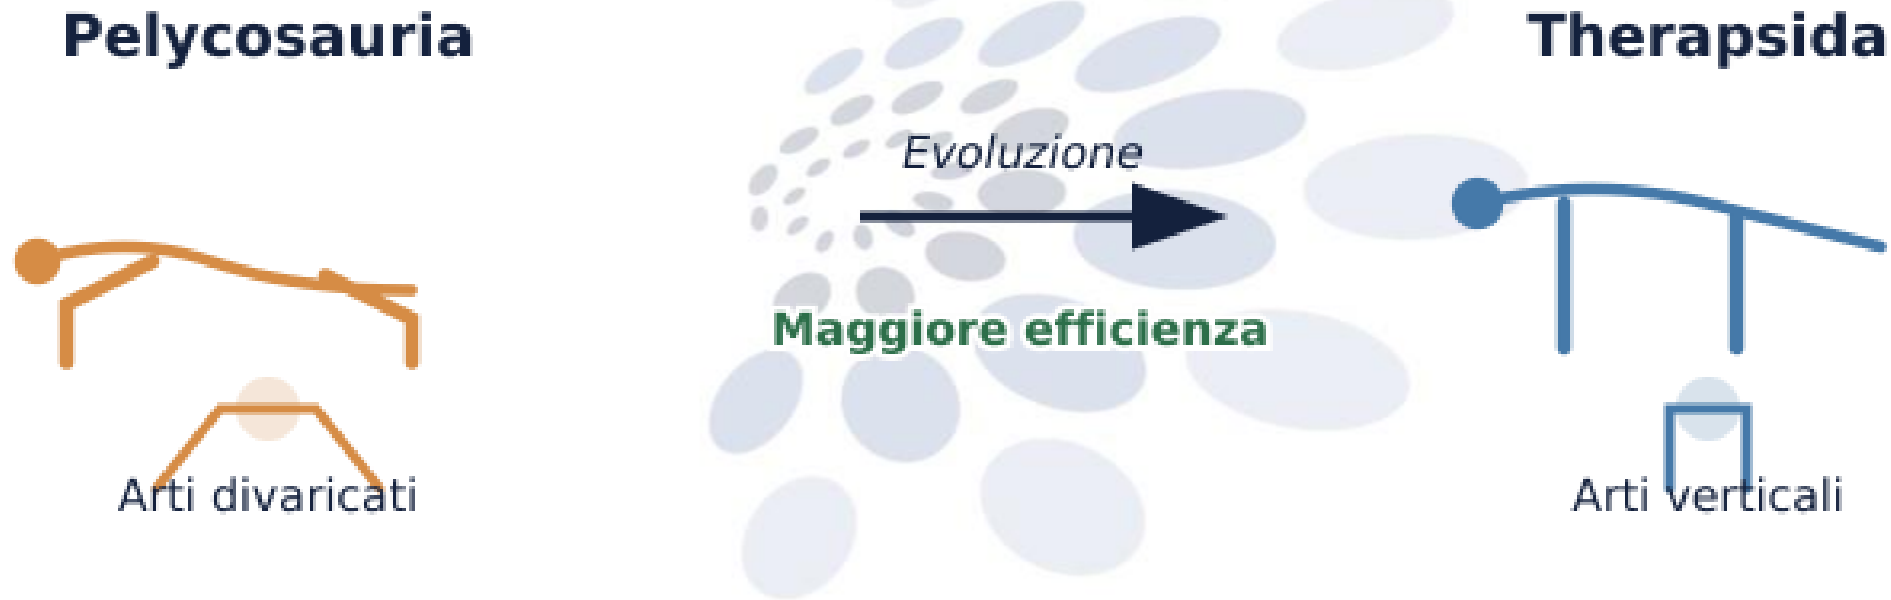 Pelycosauria
Therapsida
Evoluzione
Maggiore efficienza
Arti divaricati
Arti verticali